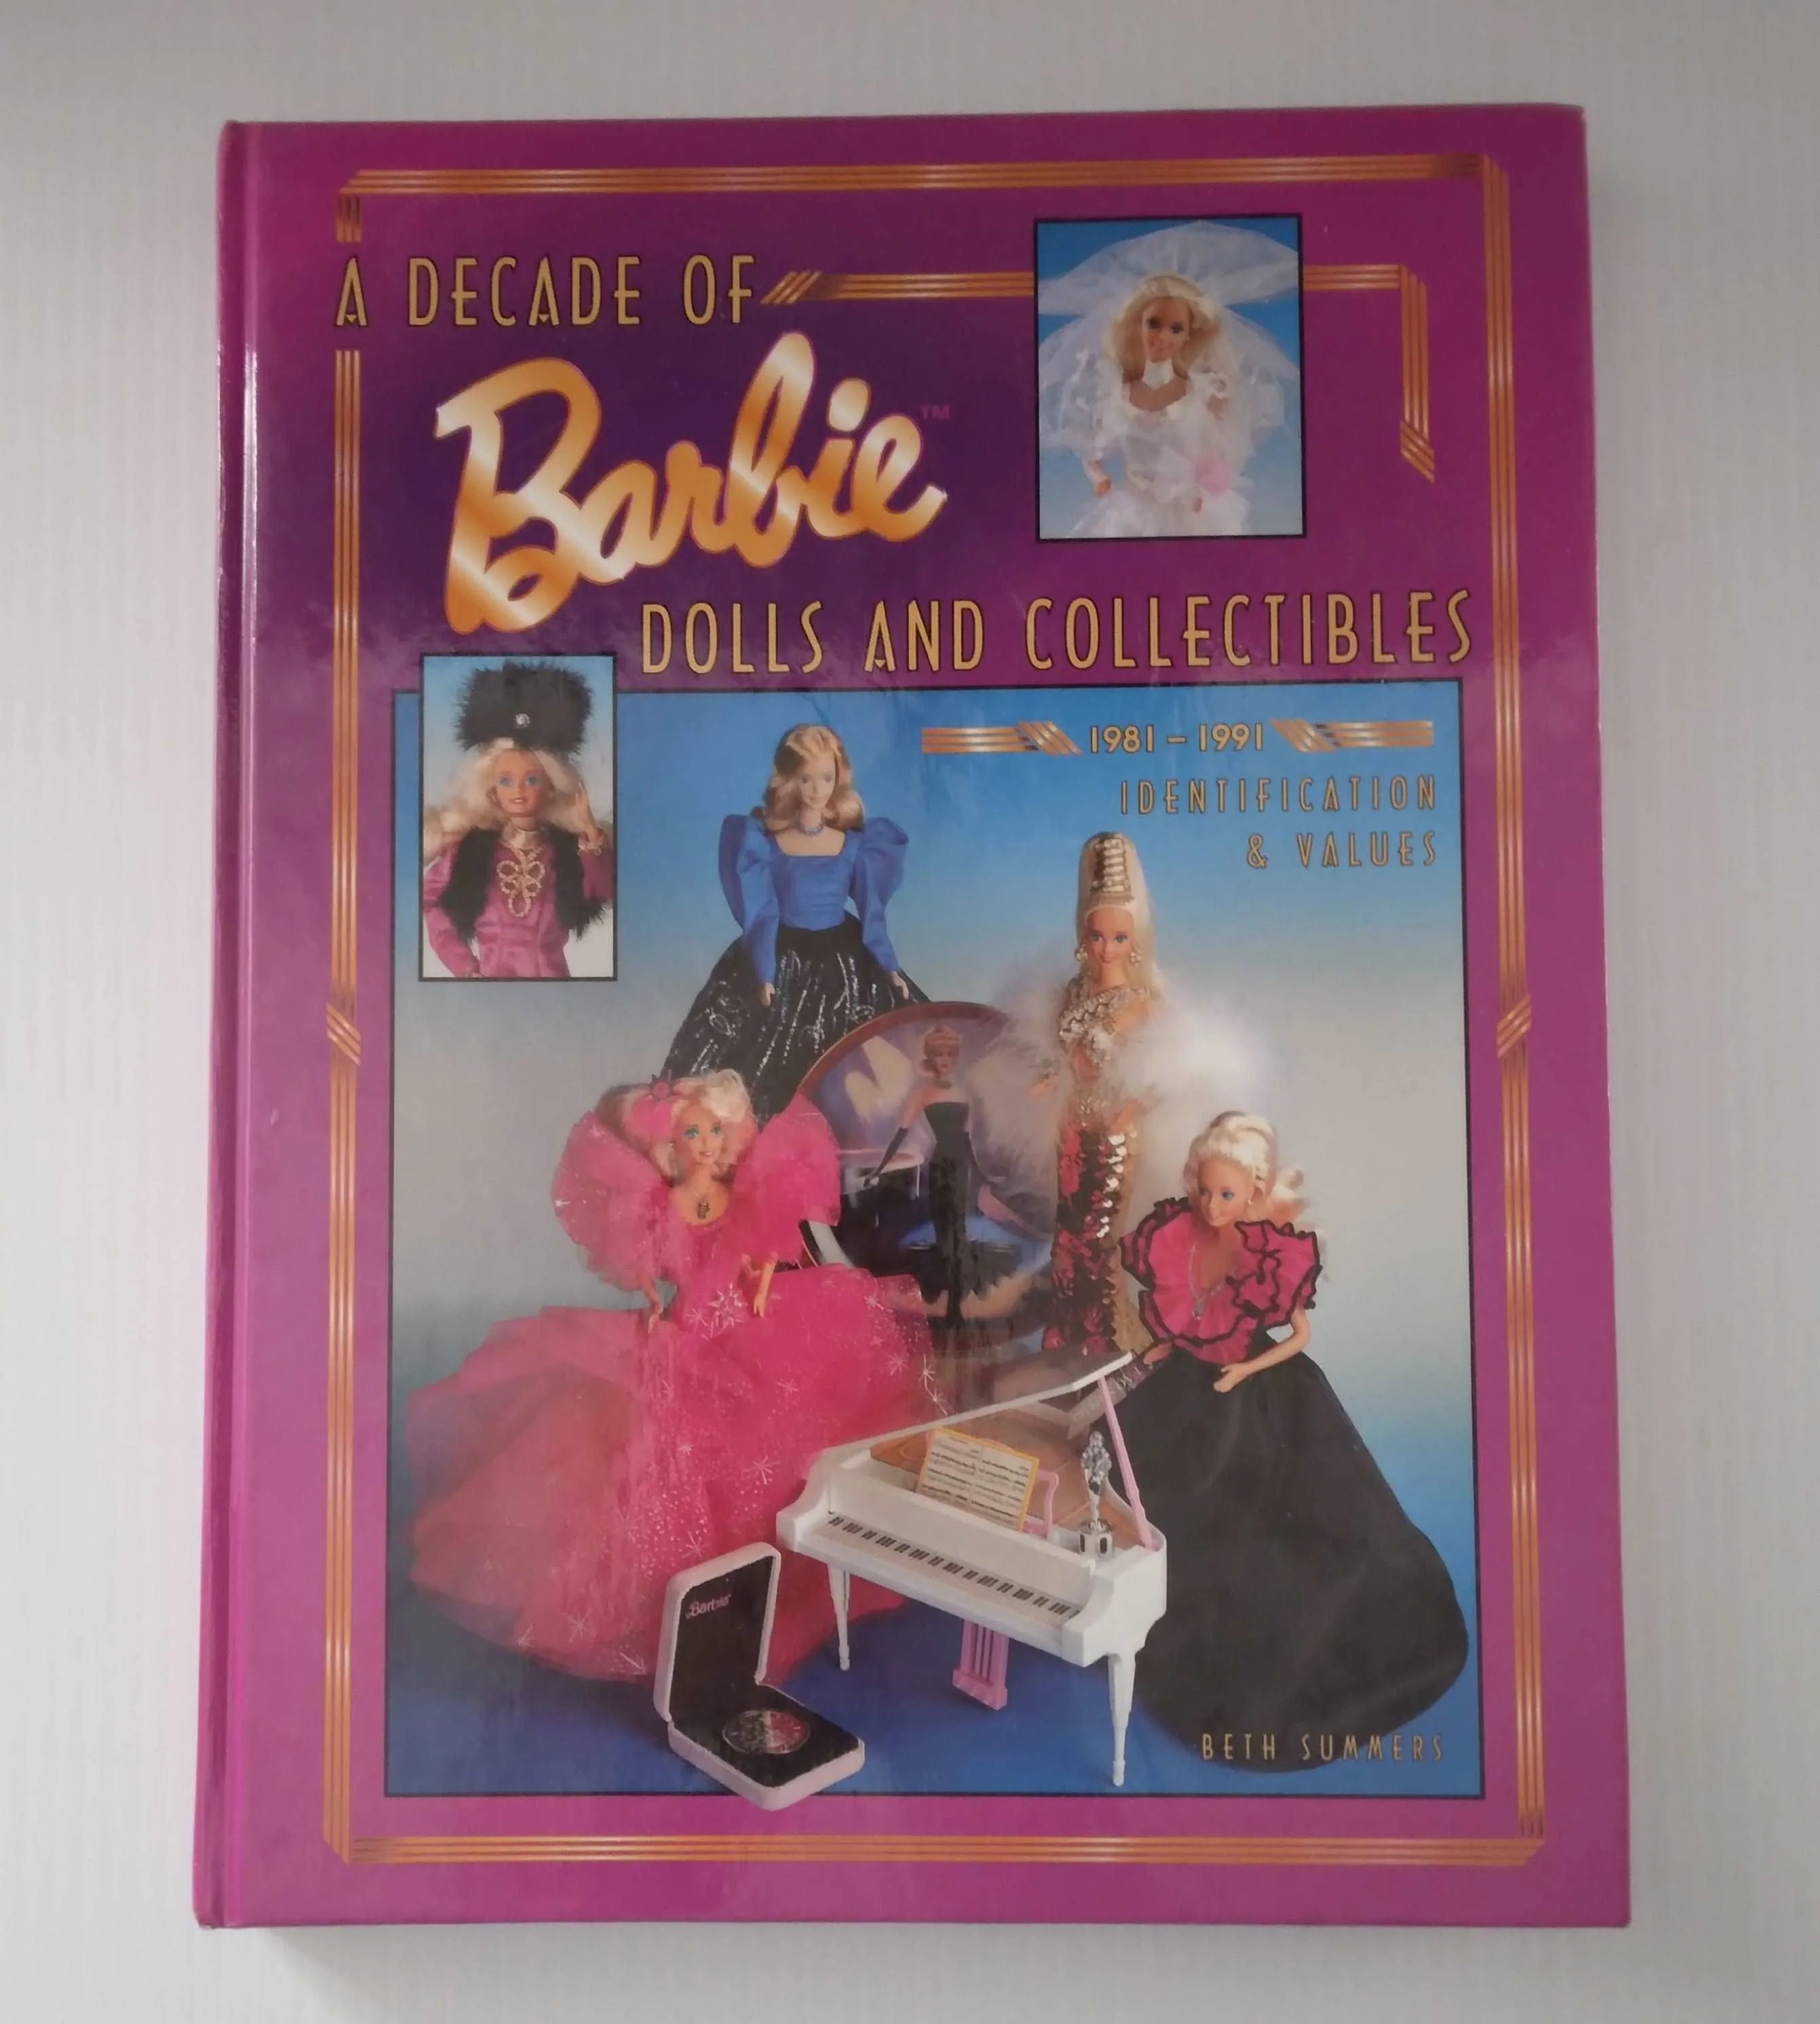 A DECADE OF
Barbie™
DOLLS AND COLLECTIBLES
1981 – 1991
IDENTIFICATION
& VALUES
Barbie
BETH SUMMERS